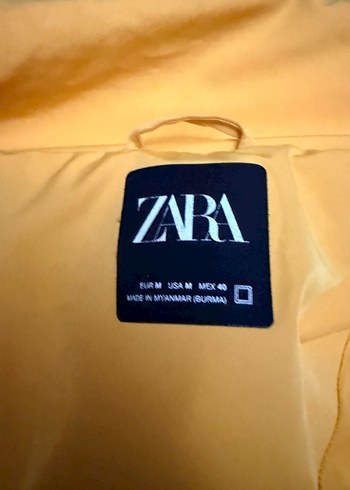 ZARA
EUR M USA M MEX 40
MADE IN MYANMAR (BURMA)